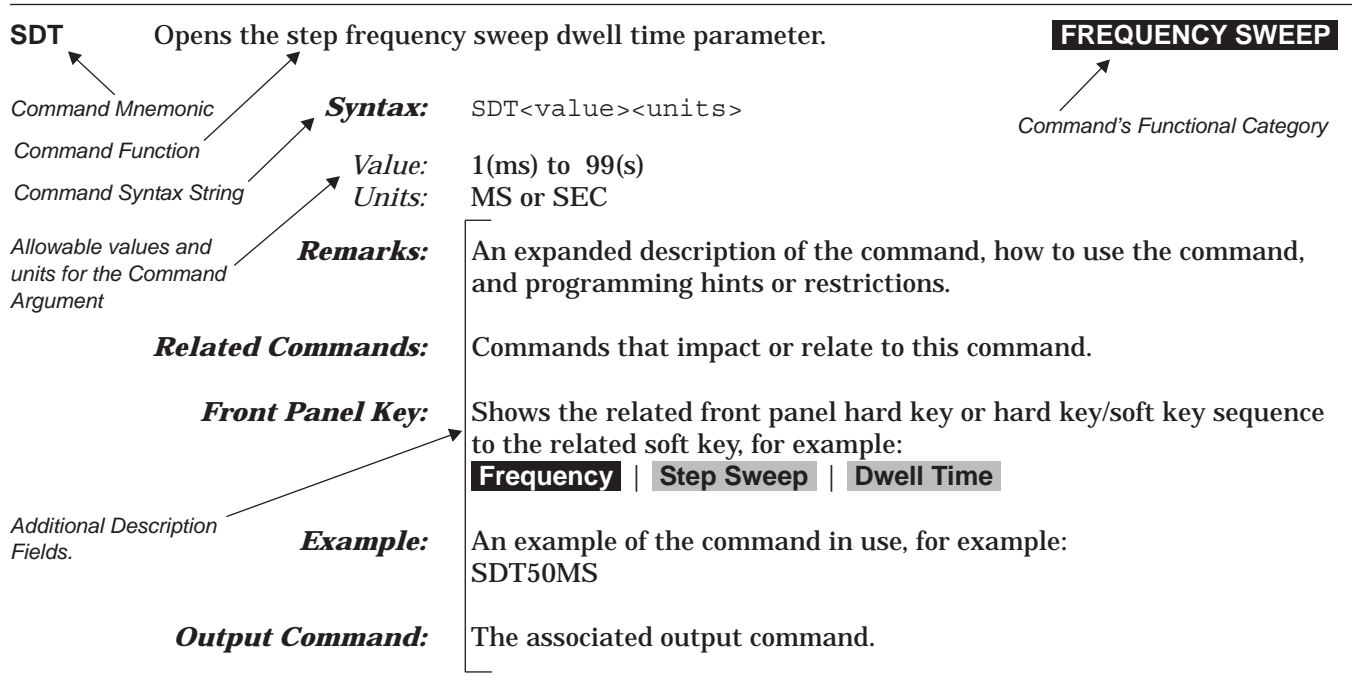 SDT Opens the step frequency sweep dwell time parameter. FREQUENCY SWEEP
Command Mnemonic
Syntax: SDT<value><units>
Command's Functional Category
Command Function
Value: 1(ms) to 99(s)
Command Syntax String
Units: MS or SEC
Allowable values and
units for the Command
Argument
Remarks: An expanded description of the command, how to use the command,
and programming hints or restrictions.
Related Commands: Commands that impact or relate to this command.
Front Panel Key: Shows the related front panel hard key or hard key/soft key sequence
to the related soft key, for example:
Frequency | Step Sweep | Dwell Time
Additional Description
Fields.
Example: An example of the command in use, for example:
SDT50MS
Output Command: The associated output command.